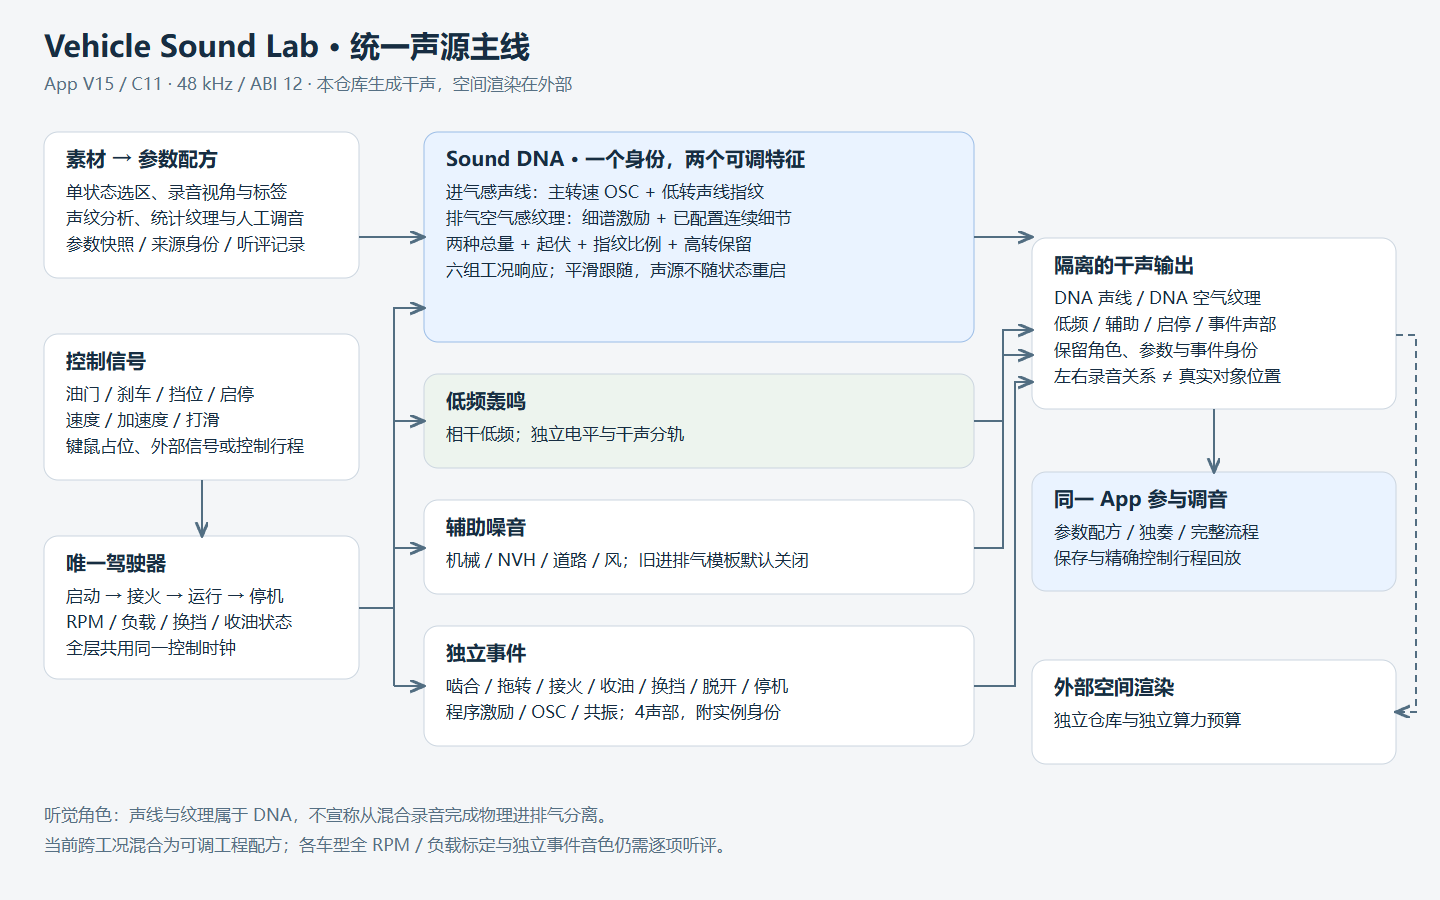 Vehicle Sound Lab • 统一声源主线
App V15 / C11 · 48 kHz / ABI 12 · 本仓库生成干声，空间渲染在外部
素材 → 参数配方
单状态选区、录音视角与标签
声纹分析、统计纹理与人工调音
参数快照 / 来源身份 / 听评记录
控制信号
油门 / 刹车 / 挡位 / 启停
速度 / 加速度 / 打滑
键鼠占位、外部信号或控制行程
唯一驾驶器
启动 → 接火 → 运行 → 停机
RPM / 负载 / 换挡 / 收油状态
全层共用同一控制时钟
Sound DNA • 一个身份，两个可调特征
进气感声线：主转速 OSC + 低转声线指纹
排气空气感纹理：细谱激励 + 已配置连续细节
两种总量 + 起伏 + 指纹比例 + 高转保留
六组工况响应；平滑跟随，声源不随状态重启
低频轰鸣
相干低频；独立电平与干声分轨
辅助噪音
机械 / NVH / 道路 / 风；旧进排气模板默认关闭
独立事件
啮合 / 拖转 / 接火 / 收油 / 换挡 / 脱开 / 停机
程序激励 / OSC / 共振；4声部，附实例身份
隔离的干声输出
DNA 声线 / DNA 空气纹理
低频 / 辅助 / 启停 / 事件声部
保留角色、参数与事件身份
左右录音关系 ≠ 真实对象位置
同一 App 参与调音
参数配方 / 独奏 / 完整流程
保存与精确控制行程回放
外部空间渲染
独立仓库与独立算力预算
听觉角色：声线与纹理属于 DNA，不宣称从混合录音完成物理进排气分离。
当前跨工况混合为可调工程配方；各车型全 RPM / 负载标定与独立事件音色仍需逐项听评。